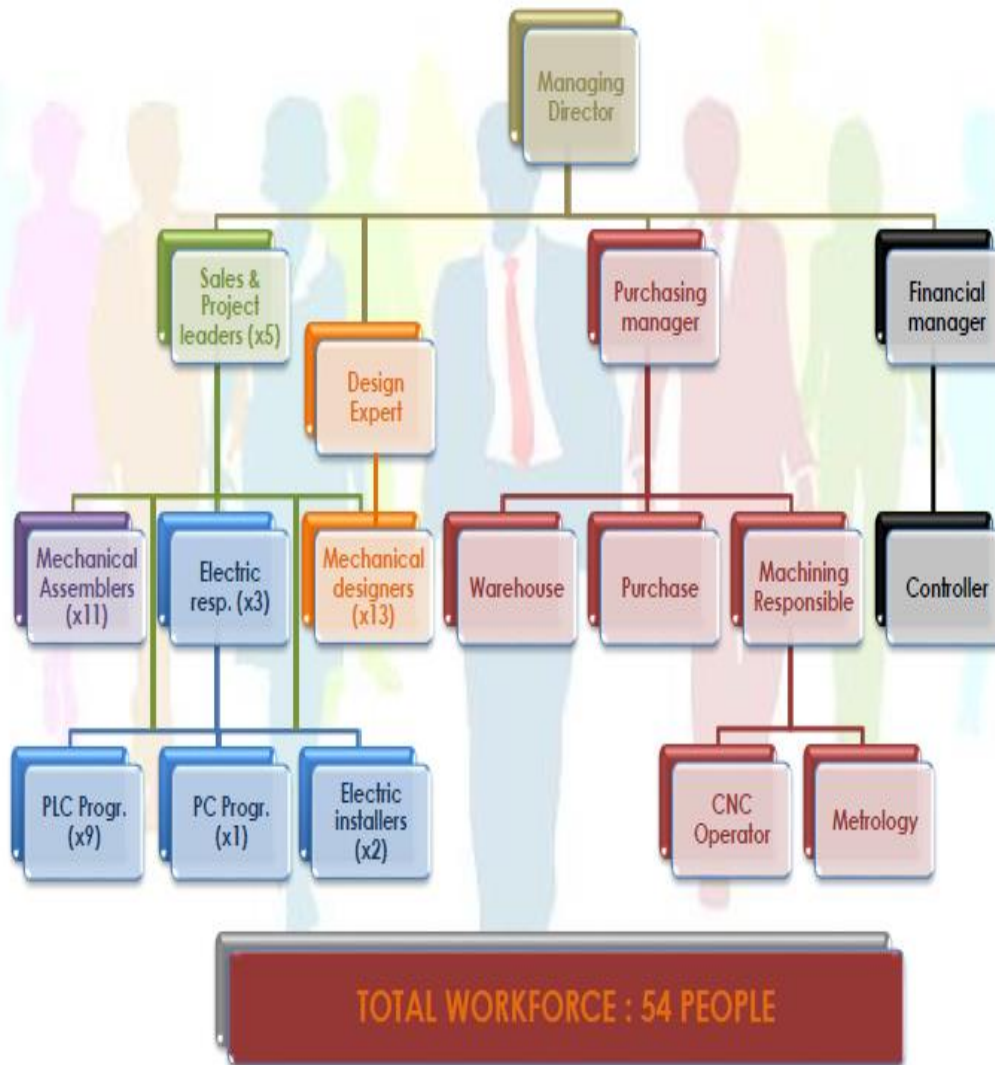 Managing
Director
Sales &
Project
leaders (x5)
Design
Expert
Purchasing
manager
Financial
manager
Mechanical
Assemblers
(x11)
Electric
resp. (x3)
Mechanical
designers
(x13)
Warehouse
Purchase
Machining
Responsible
Controller
PLC Progr.
(x9)
PC Progr.
(x1)
Electric
installers
(x2)
CNC
Operator
Metrology
TOTAL WORKFORCE : 54 PEOPLE